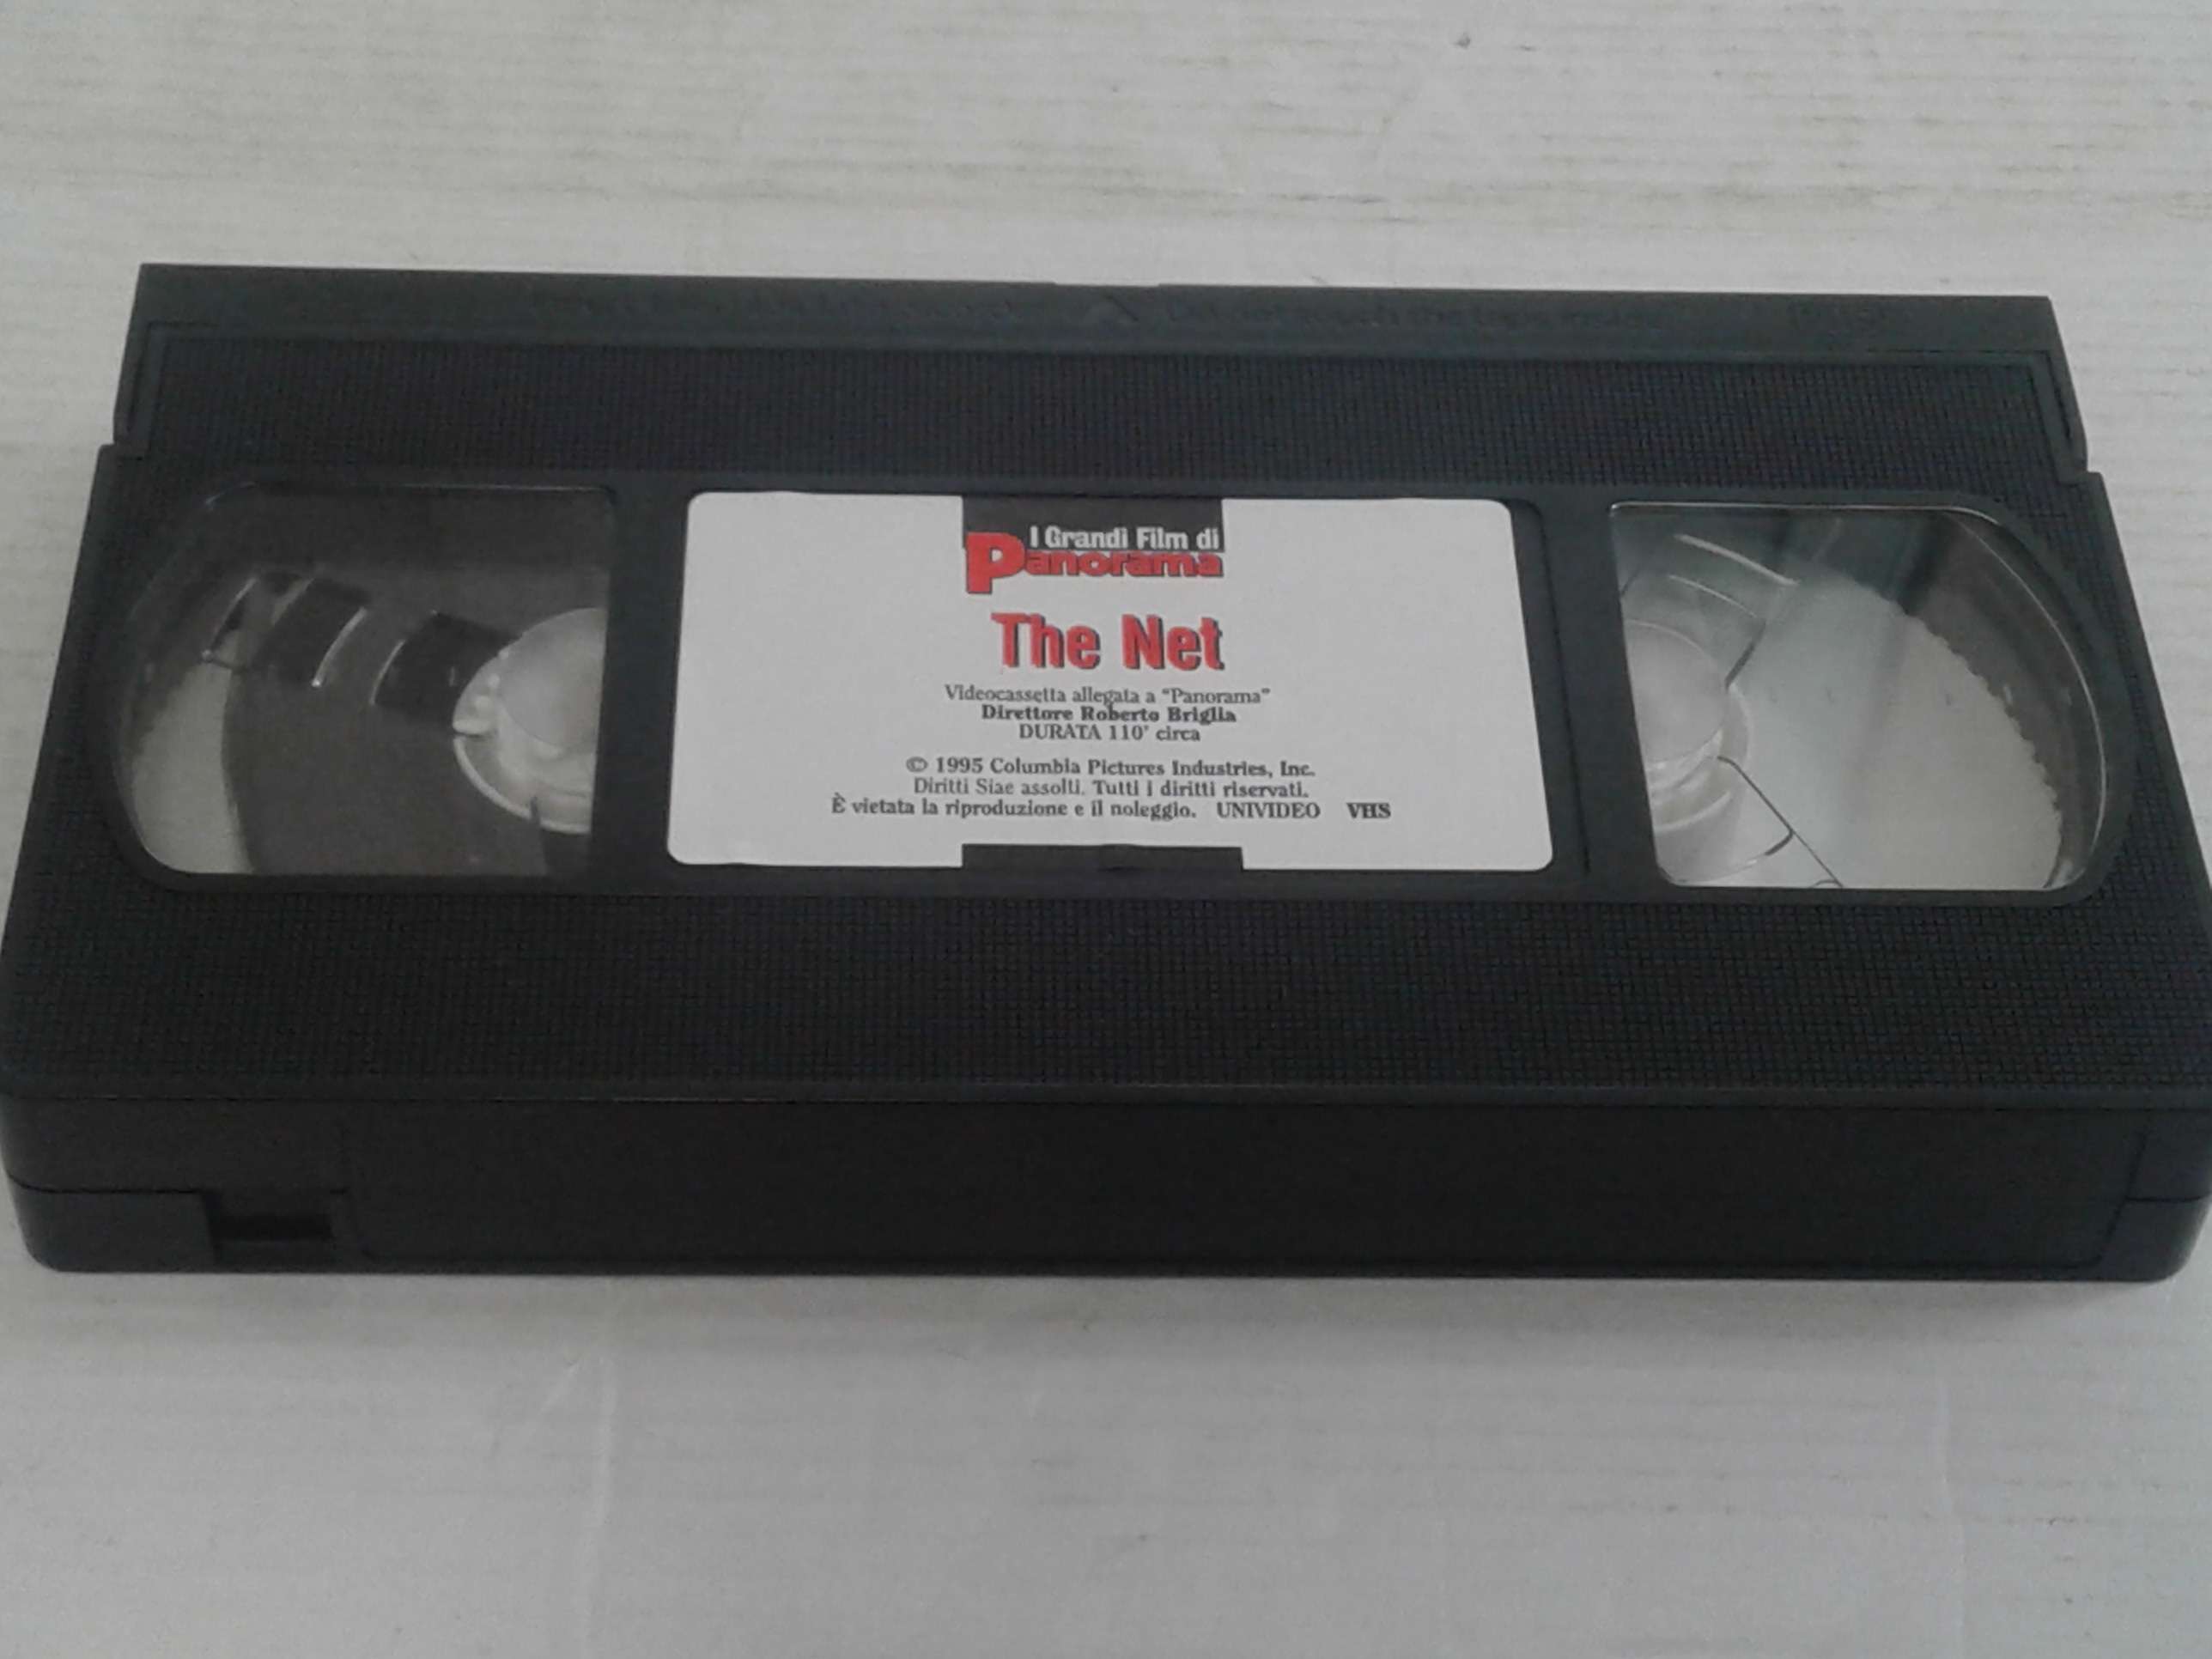 I Grandi Film di
Panorama
The Net
Videocassetta allegata a "Panorama"
Direttore Roberto Briglia
DURATA 110' circa
© 1995 Columbia Pictures Industries, Inc.
Diritti Siae assolti. Tutti i diritti riservati.
È vietata la riproduzione e il noleggio. UNIVIDEO VHS